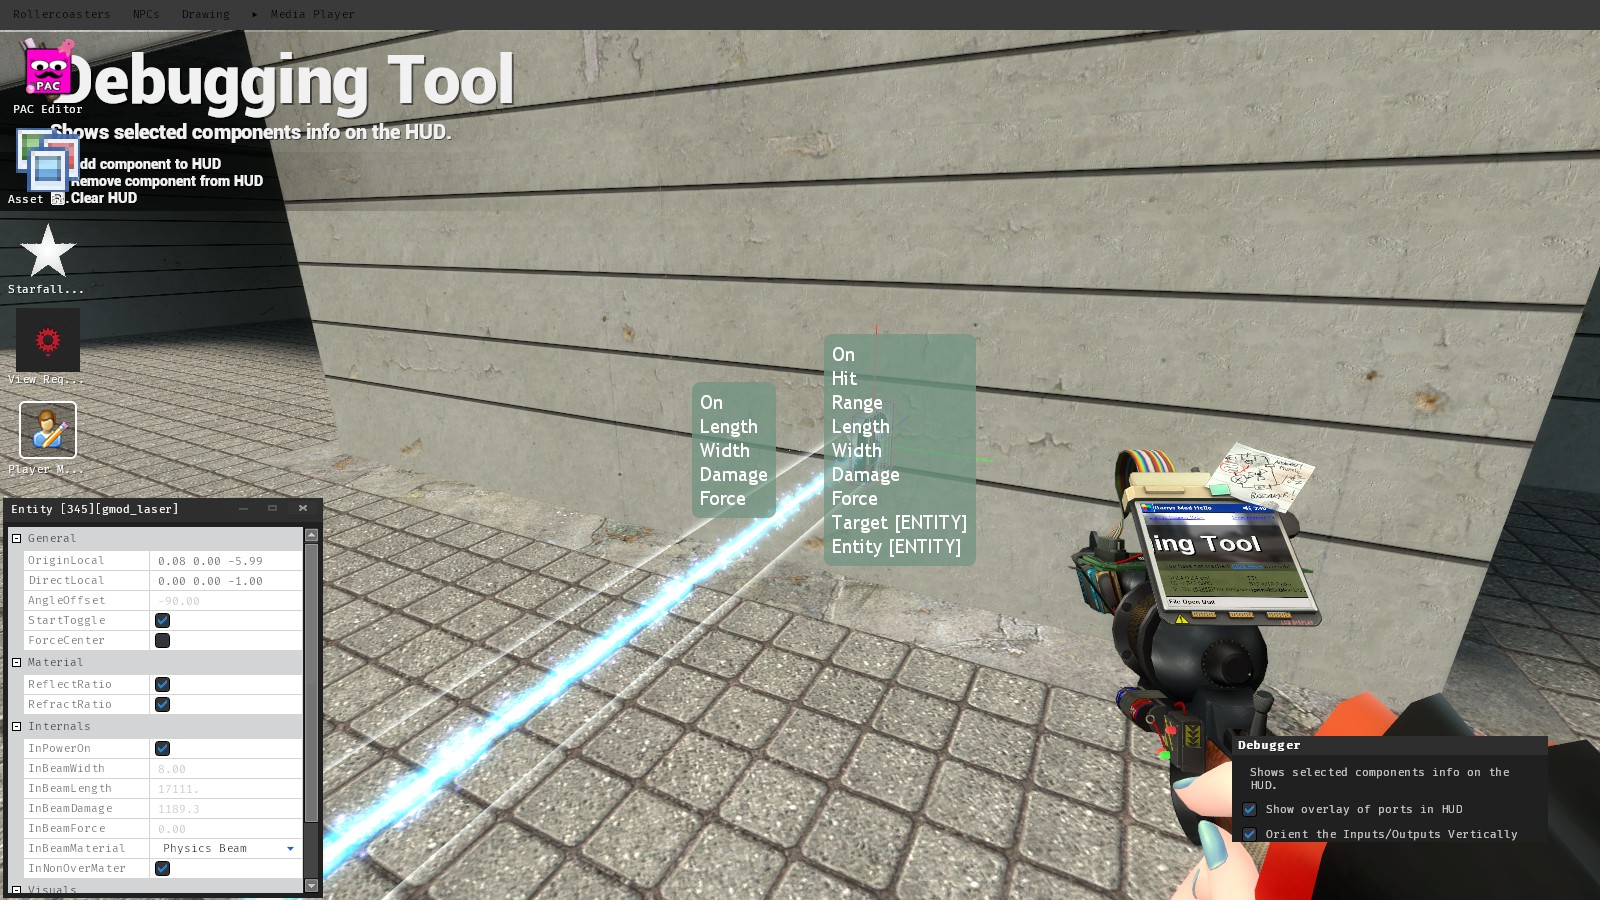 Rollercoasters NPCs Drawing ▸ Media Player
Debugging Tool
Shows selected components info on the HUD.
dd component to HUD
Remove component from HUD
Clear HUD
PAC
PAC Editor
Asset
Starfall...
View Req...
Player M...
On
Length
Width
Damage
Force
On
Hit
Range
Length
Width
Damage
Force
Target [ENTITY]
Entity [ENTITY]
Entity [345][gmod_laser]
General
OriginLocal 0.08 0.00 -5.99
DirectLocal 0.00 0.00 -1.00
AngleOffset -90.00
StartToggle
ForceCenter
Material
ReflectRatio
RefractRatio
Internals
InPowerOn
InBeamWidth 8.00
InBeamLength 17111.
InBeamDamage 1189.3
InBeamForce 0.00
InBeamMaterial Physics Beam
InNonOverMater
Visuals
ing Tool
File Open Quit
Debugger
Shows selected components info on the
HUD.
Show overlay of ports in HUD
Orient the Inputs/Outputs Vertically